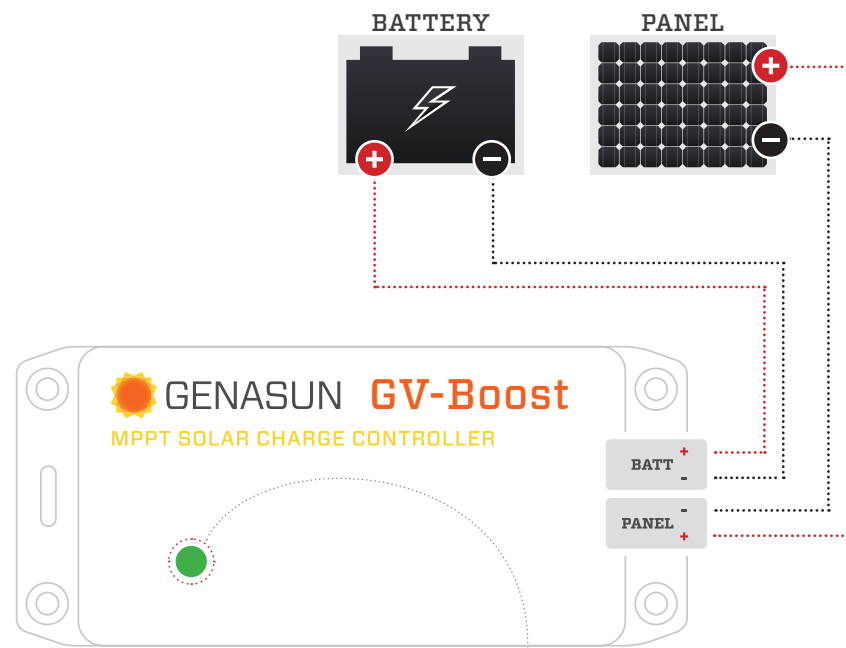 BATTERY
PANEL
+
-
+
-
GENASUN GV-Boost
MPPT SOLAR CHARGE CONTROLLER
BATT + -
PANEL - +